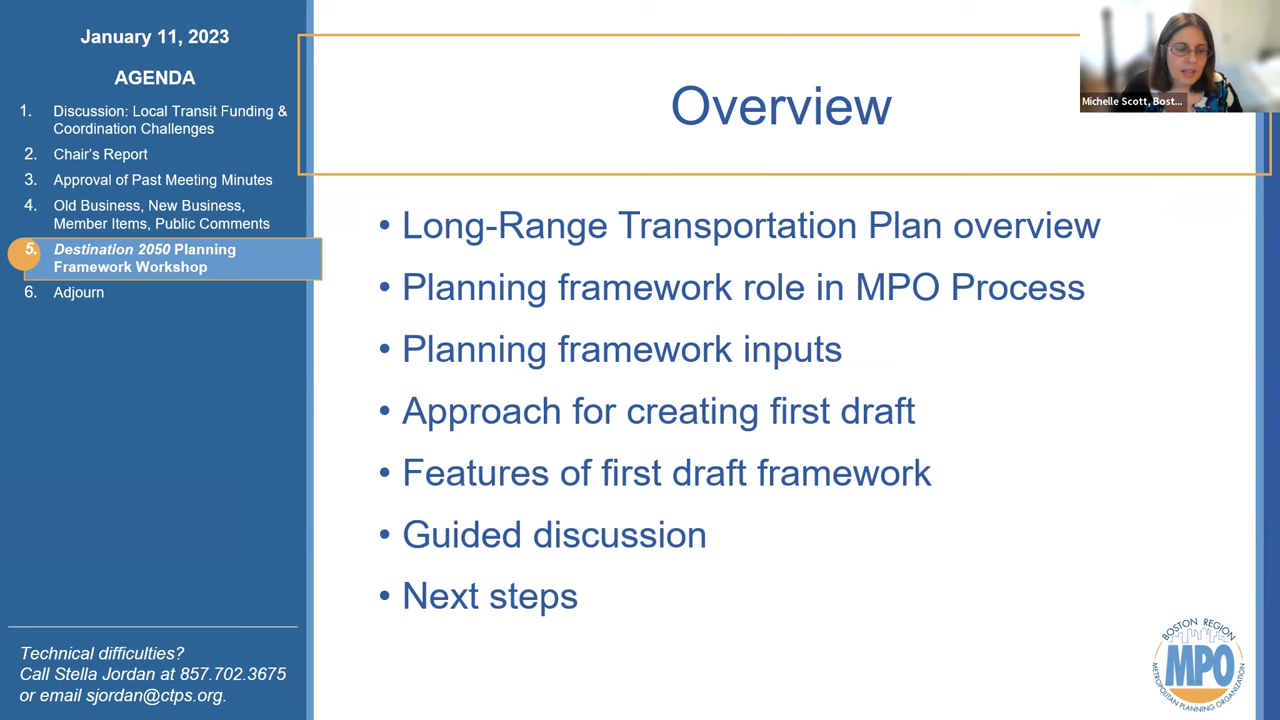 January 11, 2023
AGENDA
1. Discussion: Local Transit Funding &
Coordination Challenges
2. Chair's Report
3. Approval of Past Meeting Minutes
4. Old Business, New Business,
Member Items, Public Comments
5. Destination 2050 Planning
Framework Workshop
6. Adjourn
Technical difficulties?
Call Stella Jordan at 857.702.3675
or email sjordan@ctps.org.
Overview
Michelle Scott, Bost...
• Long-Range Transportation Plan overview
• Planning framework role in MPO Process
• Planning framework inputs
• Approach for creating first draft
• Features of first draft framework
• Guided discussion
• Next steps
BOSTON REGION
MPO
METROPOLITAN PLANNING ORGANIZATION